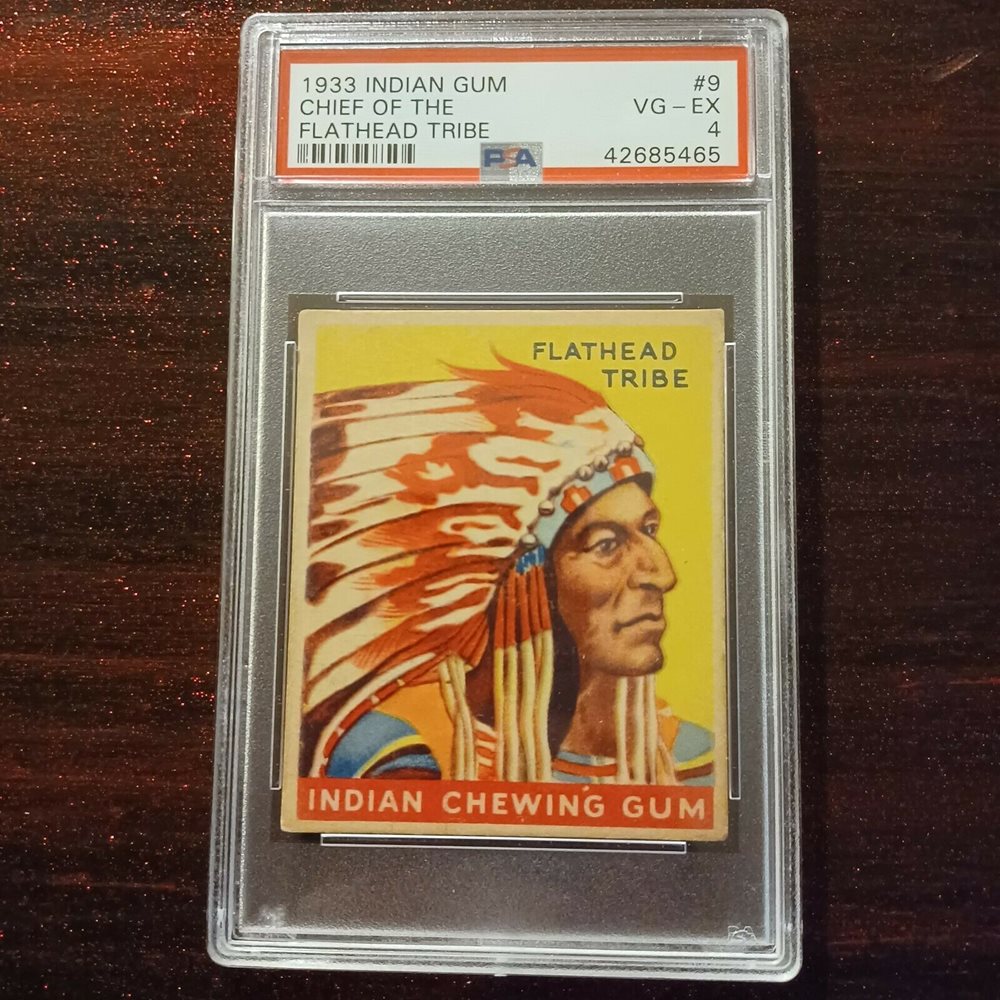 1933 INDIAN GUM #9
CHIEF OF THE VG-EX
FLATHEAD TRIBE 4
PSA 42685465
FLATHEAD
TRIBE
INDIAN CHEWING GUM